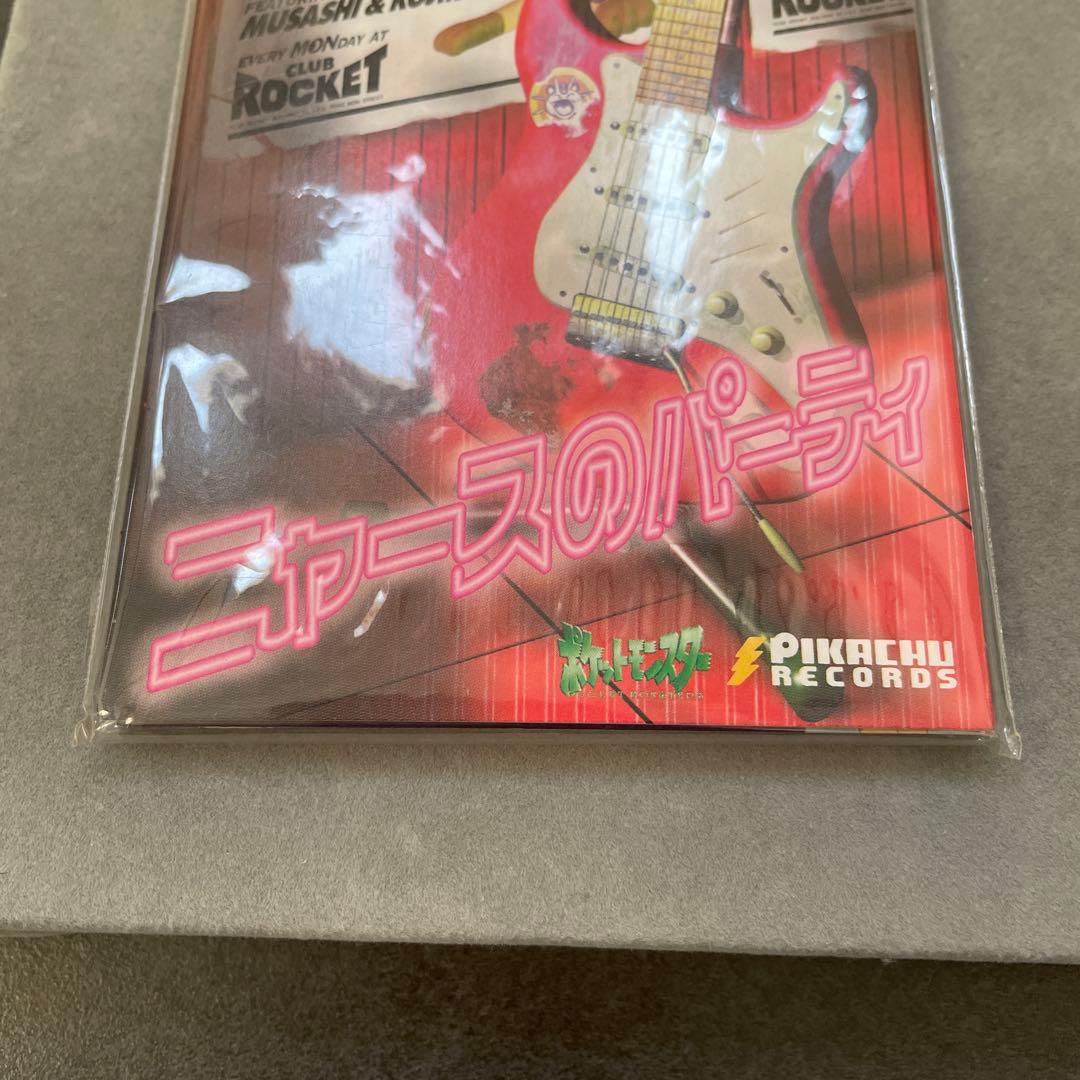 MUSASHI &
EVERY MONDAY AT
CLUB
ROCKET
ニャースのパーティ
ポケットモンスター
PIKACHU
RECORDS